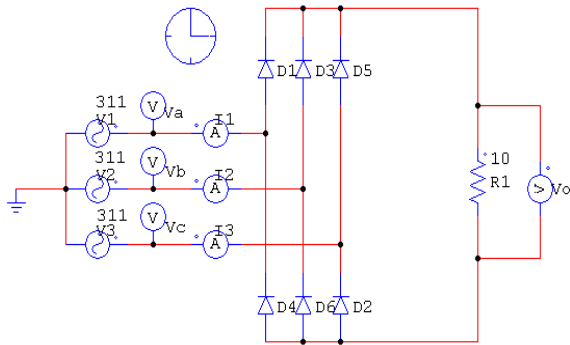 D1 D3 D5
311
V1
V
Va
I1
A
311
V2
V
Vb
I2
A
311
V3
V
Vc
I3
A
10
R1
V
Vo
D4 D6 D2